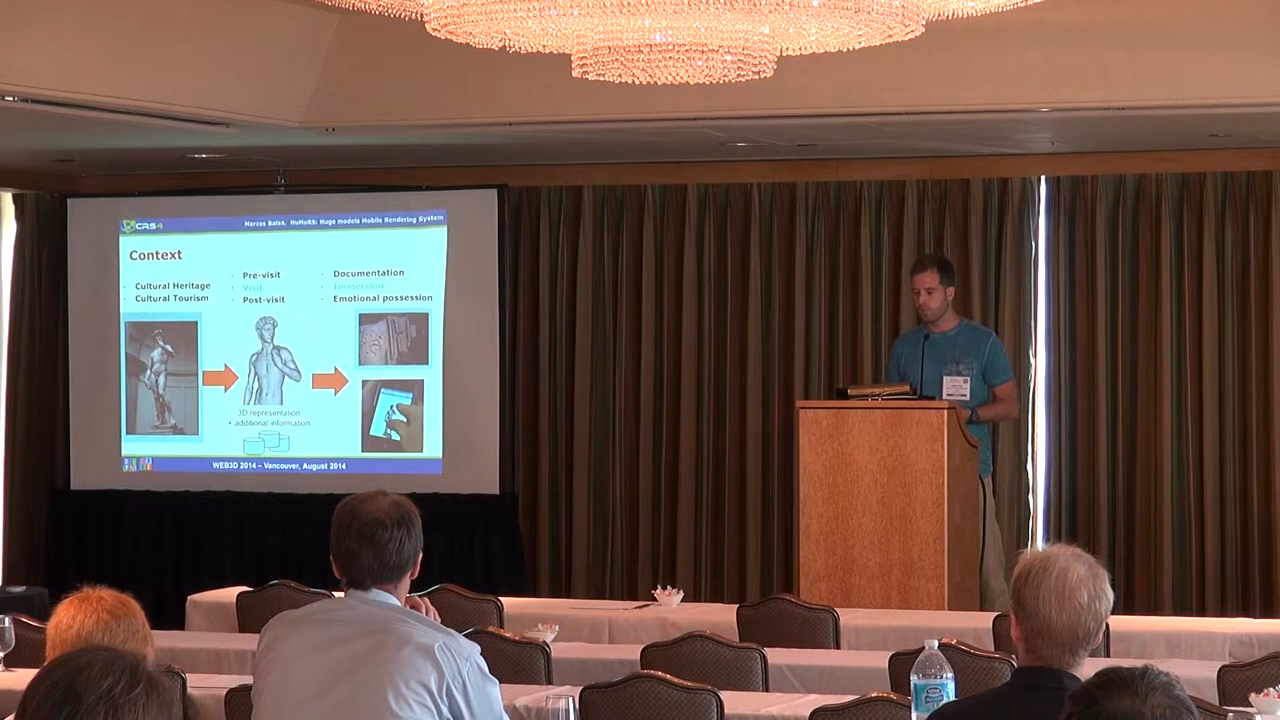 CRS4
Marcos Balsa, HuMoRS: Huge models Mobile Rendering System
Context
· Cultural Heritage
· Cultural Tourism
· Pre-visit
· Visit
· Post-visit
· Documentation
· Immersion
· Emotional possession
3D representation
+ additional information
WEB3D 2014 – Vancouver, August 2014